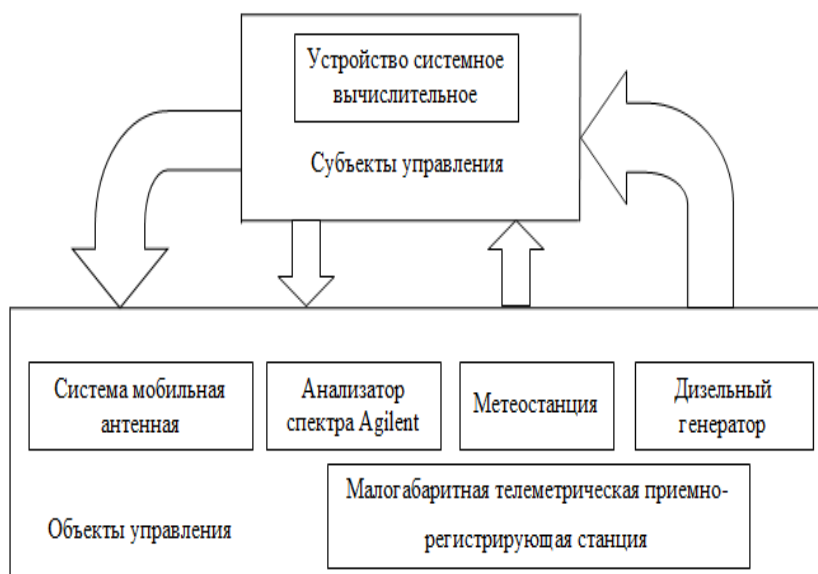 Устройство системное
вычислительное
Субъекты управления
Система мобильная
антенная
Анализатор
спектра Agilent
Метеостанция
Дизельный
генератор
Малогабаритная телеметрическая приемно-
регистрирующая станция
Объекты управления